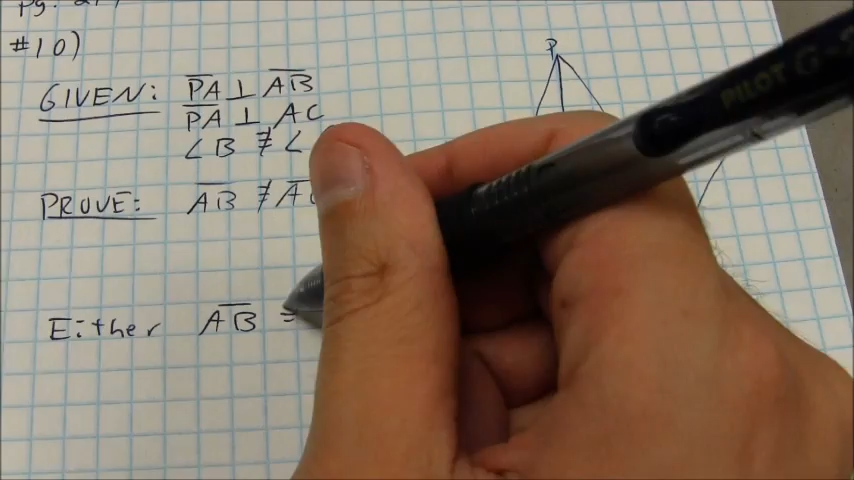 #10)
GIVEN: PA ⊥ AB
PA ⊥ AC
∠B ≇ ∠
PROVE: AB ≇ A
Either AB =
P
PILOT G-2